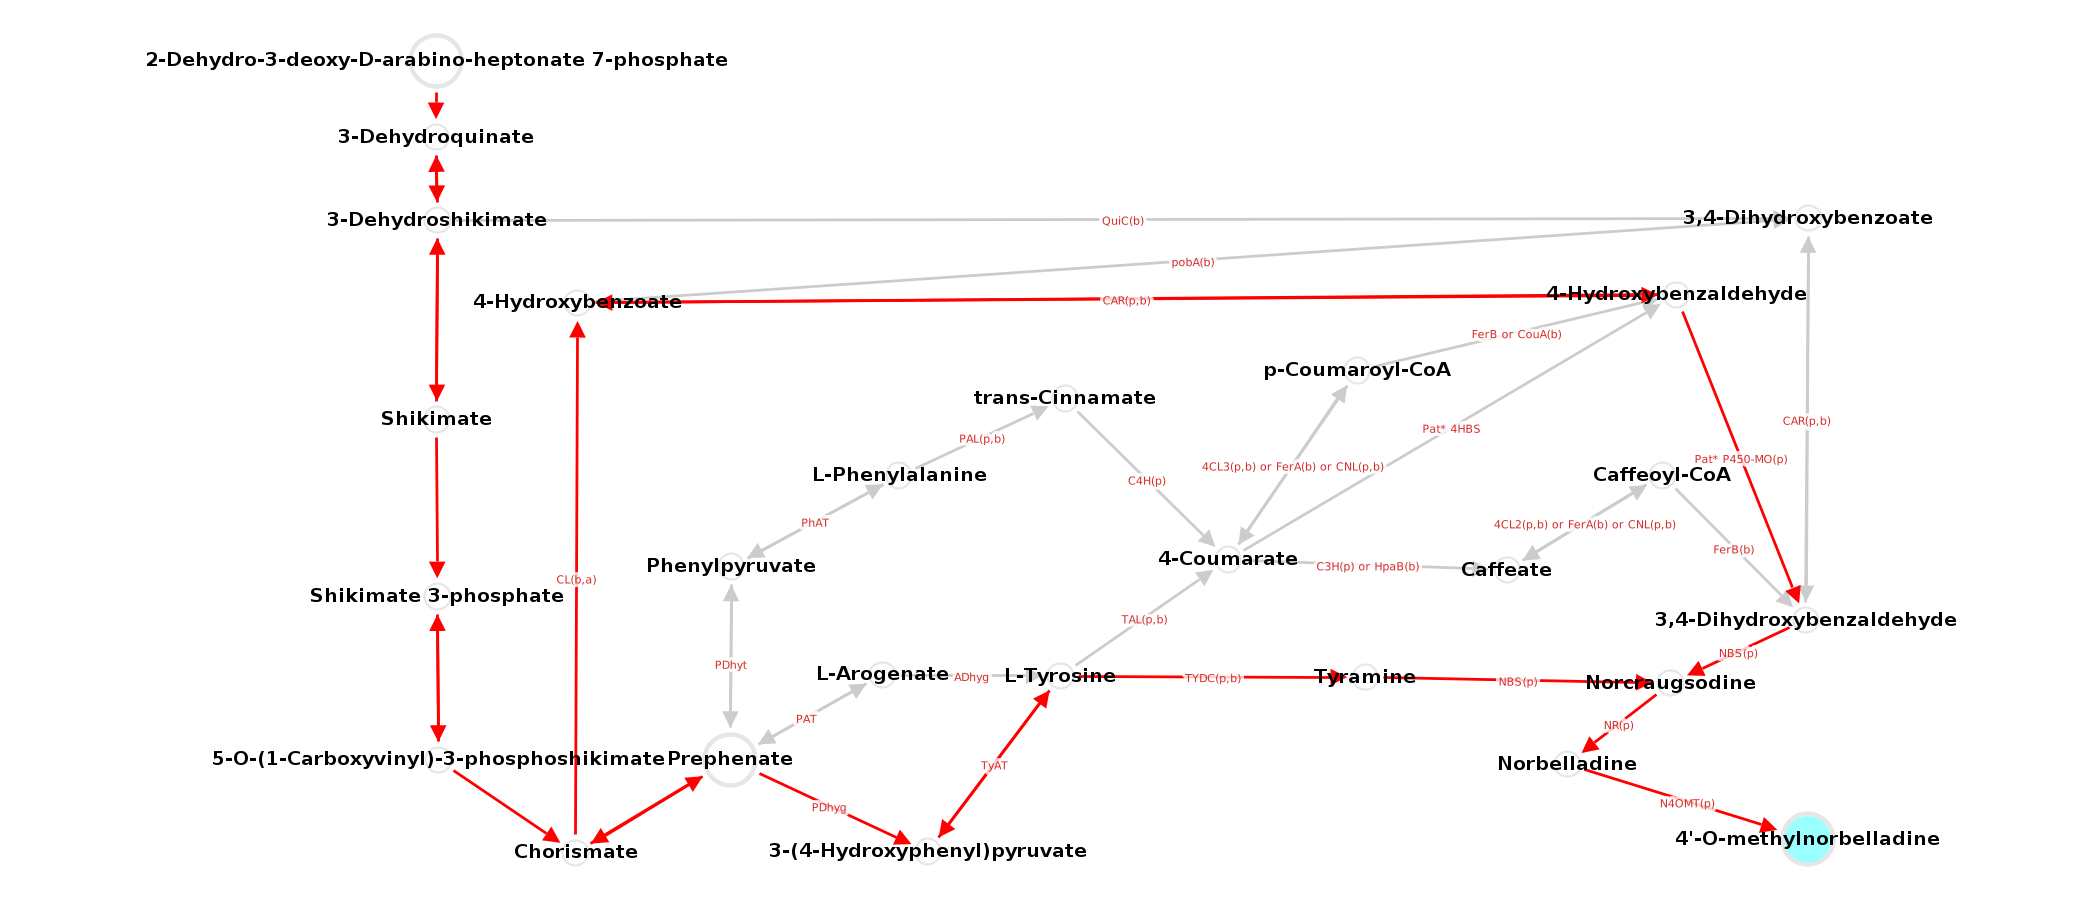 2-Dehydro-3-deoxy-D-arabino-heptonate 7-phosphate
3-Dehydroquinate
3-Dehydroshikimate
QuiC(b)
3,4-Dihydroxybenzoate
pobA(b)
4-Hydroxybenzoate
CAR(p,b)
4-Hydroxybenzaldehyde
FerB or CouA(b)
p-Coumaroyl-CoA
trans-Cinnamate
Shikimate
CAR(p,b)
Pat* 4HBS
PAL(p,b)
Pat* P450-MO(p)
4CL3(p,b) or FerA(b) or CNL(p,b)
L-Phenylalanine
C4H(p)
Caffeoyl-CoA
PhAT
4CL2(p,b) or FerA(b) or CNL(p,b)
FerB(b)
Phenylpyruvate
4-Coumarate
C3H(p) or HpaB(b)
Caffeate
CL(b,a)
Shikimate 3-phosphate
TAL(p,b)
3,4-Dihydroxybenzaldehyde
NBS(p)
PDhyt
L-Arogenate
ADhyg
L-Tyrosine
TYDC(p,b)
Tyramine
NBS(p)
Norcraugsodine
PAT
NR(p)
5-O-(1-Carboxyvinyl)-3-phosphoshikimate
Prephenate
TyAT
Norbelladine
PDhyg
N4OMT(p)
4'-O-methylnorbelladine
Chorismate
3-(4-Hydroxyphenyl)pyruvate